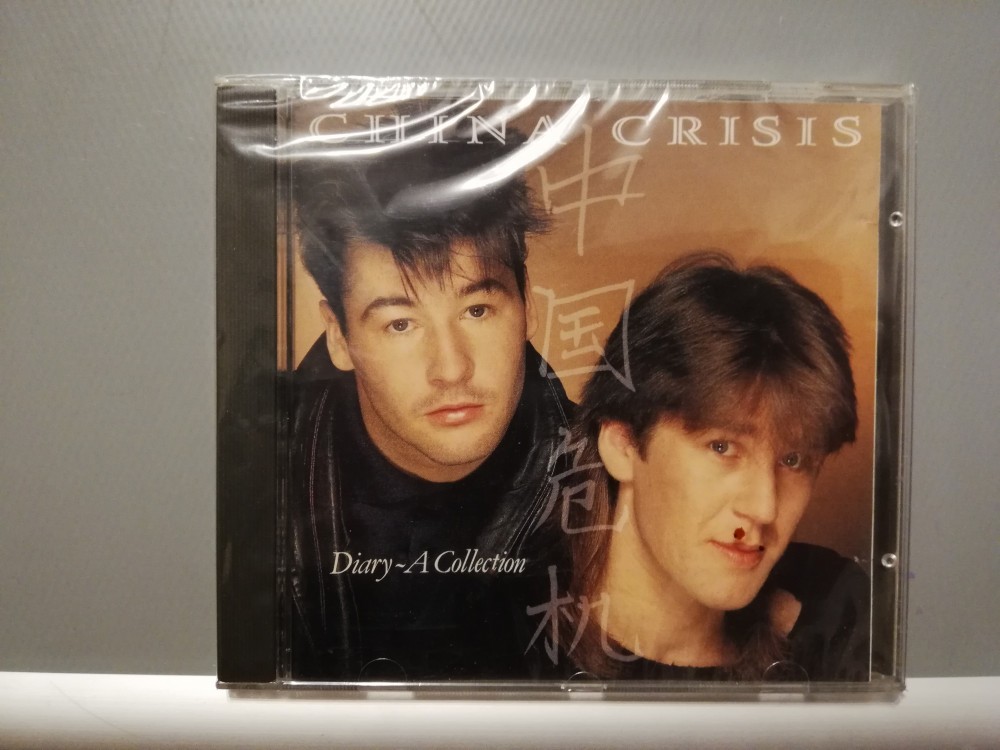 CHINA CRISIS
中国危机
Diary ~ A Collection